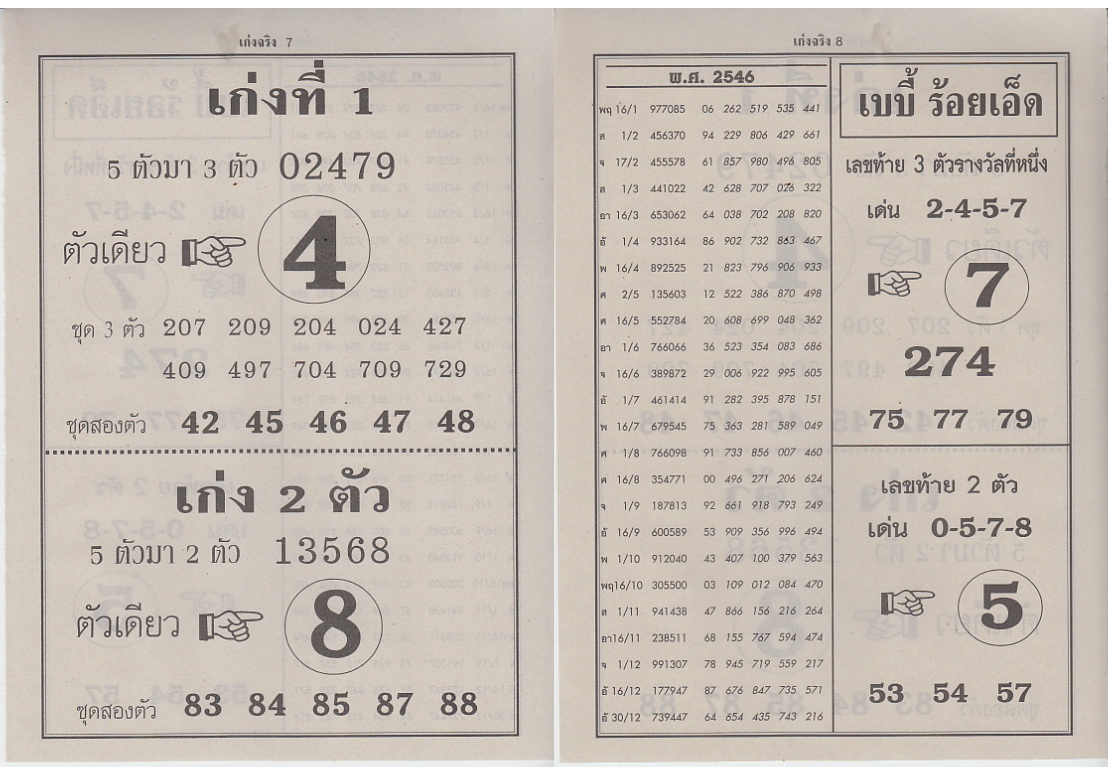 เก่งจริง 7
เก่งที่ 1
5 ตัวมา 3 ตัว 02479
ตัวเดียว 4
ชุด 3 ตัว 207 209 204 024 427
409 497 704 709 729
ชุดสองตัว 42 45 46 47 48
เก่ง 2 ตัว
5 ตัวมา 2 ตัว 13568
ตัวเดียว 8
ชุดสองตัว 83 84 85 87 88
เก่งจริง 8
พ.ศ. 2546
พฤ 16/1 977085 06 262 519 535 441
ส 1/2 456370 94 229 806 429 661
จ 17/2 455578 61 857 980 496 805
ส 1/3 441022 42 628 707 026 322
อา 16/3 653062 64 038 702 208 820
อ้ 1/4 933164 86 902 732 863 467
พ 16/4 892525 21 823 796 906 933
ศ 2/5 135603 12 522 386 870 498
ศ 16/5 552784 20 608 699 048 362
อา 1/6 766066 36 523 354 083 686
จ 16/6 389872 29 006 922 995 605
อ้ 1/7 461414 91 282 395 878 151
พ 16/7 679545 75 363 281 589 049
ศ 1/8 766098 91 733 856 007 460
ศ 16/8 354771 00 496 271 206 624
จ 1/9 187813 92 661 918 793 249
อ้ 16/9 600589 53 909 356 996 494
พ 1/10 912040 43 407 100 379 563
พฤ16/10 305500 03 109 012 084 470
ส 1/11 941438 47 866 156 216 264
อา16/11 238511 68 155 767 594 474
จ 1/12 991307 78 945 719 559 217
อ้ 16/12 177947 87 676 847 735 571
อ้ 30/12 739447 64 654 435 743 216
เบบี้ ร้อยเอ็ด
เลขท้าย 3 ตัวรางวัลที่หนึ่ง
เด่น 2-4-5-7
7
274
75 77 79
เลขท้าย 2 ตัว
เด่น 0-5-7-8
5
53 54 57